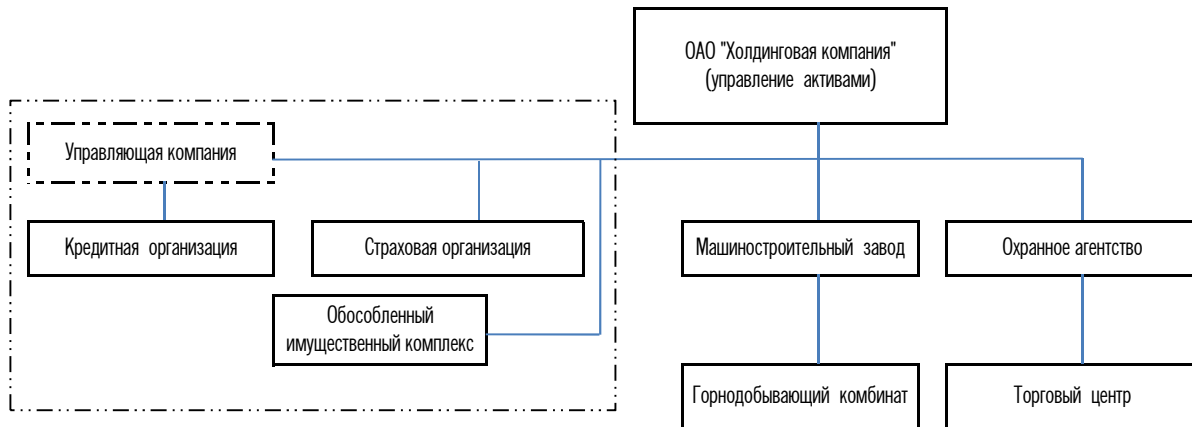 ОАО "Холдинговая компания"
(управление активами)
Управляющая компания
Кредитная организация
Страховая организация
Машиностроительный завод
Охранное агентство
Обособленный
имущественный комплекс
Горнодобывающий комбинат
Торговый центр